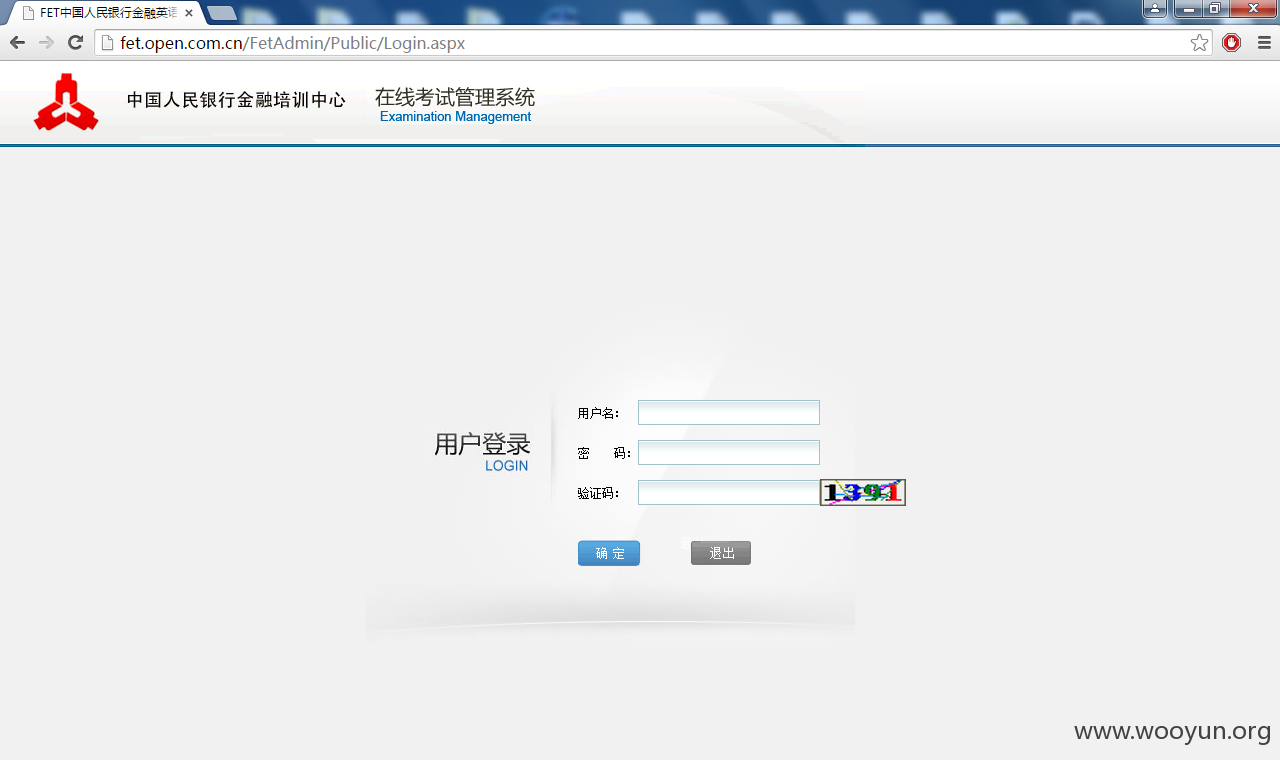 FET中国人民银行金融英语
fet.open.com.cn/FetAdmin/Public/Login.aspx
中国人民银行金融培训中心
在线考试管理系统
Examination Management
用户登录
LOGIN
用户名：
密 码：
验证码：
1391
确 定
退出
www.wooyun.org